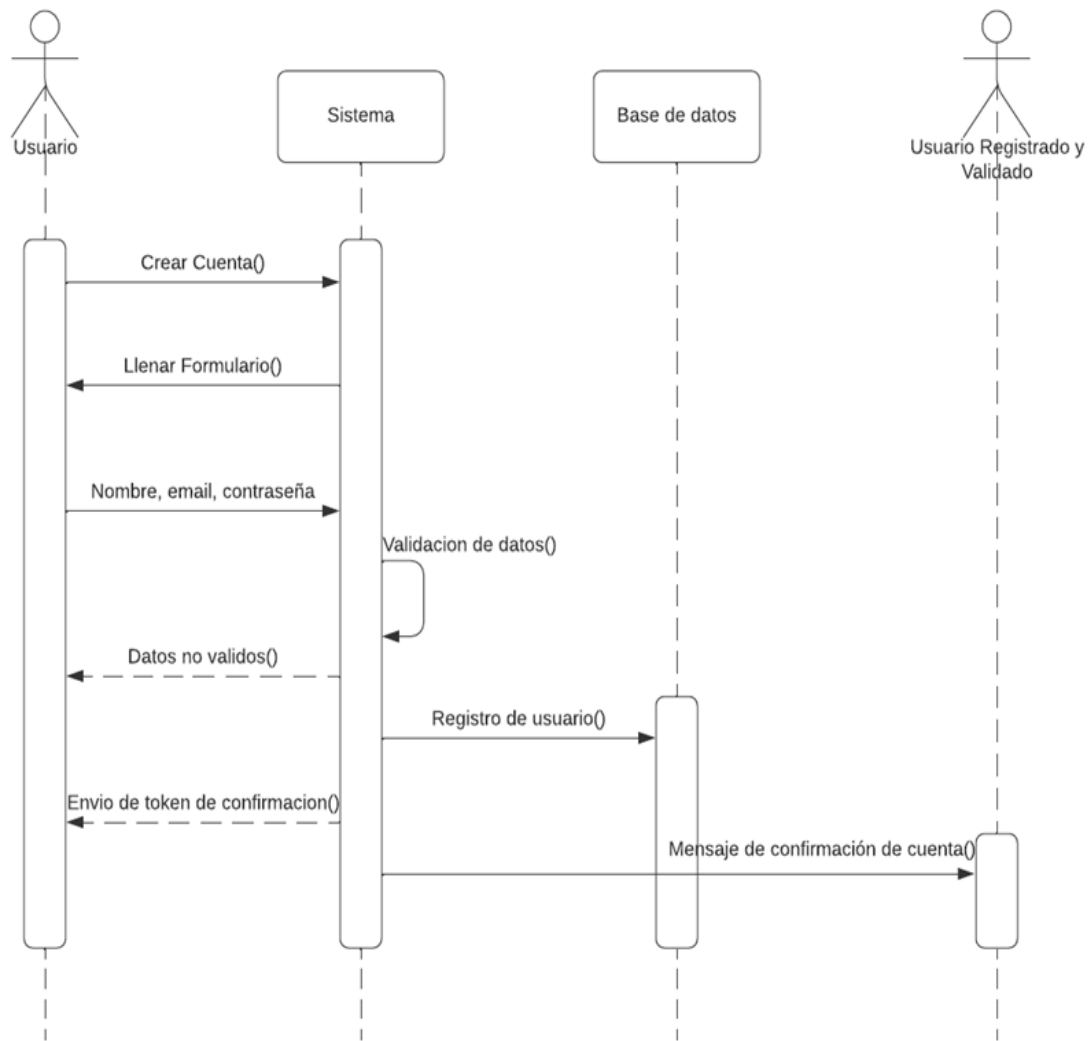 Usuario
Sistema
Base de datos
Usuario Registrado y
Validado
Crear Cuenta()
Llenar Formulario()
Nombre, email, contraseña
Validacion de datos()
Datos no validos()
Registro de usuario()
Envio de token de confirmacion()
Mensaje de confirmación de cuenta()